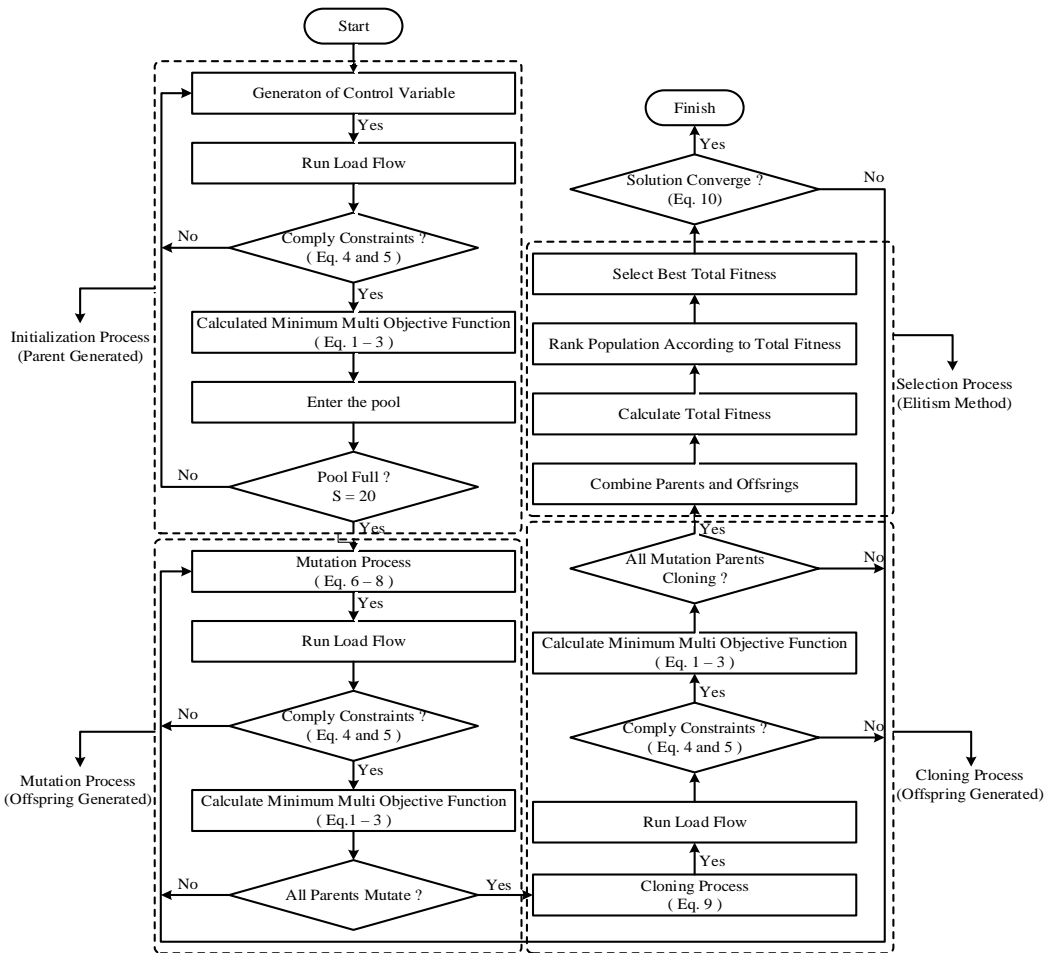 Start
Generaton of Control Variable
Yes
Run Load Flow
Comply Constraints ?
( Eq. 4 and 5 )
No
Yes
Calculated Minimum Multi Objective Function
( Eq. 1 – 3 )
Enter the pool
Pool Full ?
S = 20
No
Yes
Initialization Process
(Parent Generated)
Mutation Process
( Eq. 6 – 8 )
Yes
Run Load Flow
Comply Constraints ?
( Eq. 4 and 5 )
No
Yes
Calculate Minimum Multi Objective Function
( Eq.1 – 3 )
All Parents Mutate ?
No
Yes
Mutation Process
(Offspring Generated)
Cloning Process
( Eq. 9 )
Yes
Run Load Flow
Comply Constraints ?
( Eq. 4 and 5 )
No
Yes
Calculate Minimum Multi Objective Function
( Eq. 1 – 3 )
All Mutation Parents
Cloning ?
No
Yes
Cloning Process
(Offspring Generated)
Combine Parents and Offsrings
Calculate Total Fitness
Rank Population According to Total Fitness
Select Best Total Fitness
Selection Process
(Elitism Method)
Solution Converge ?
(Eq. 10)
No
Yes
Finish